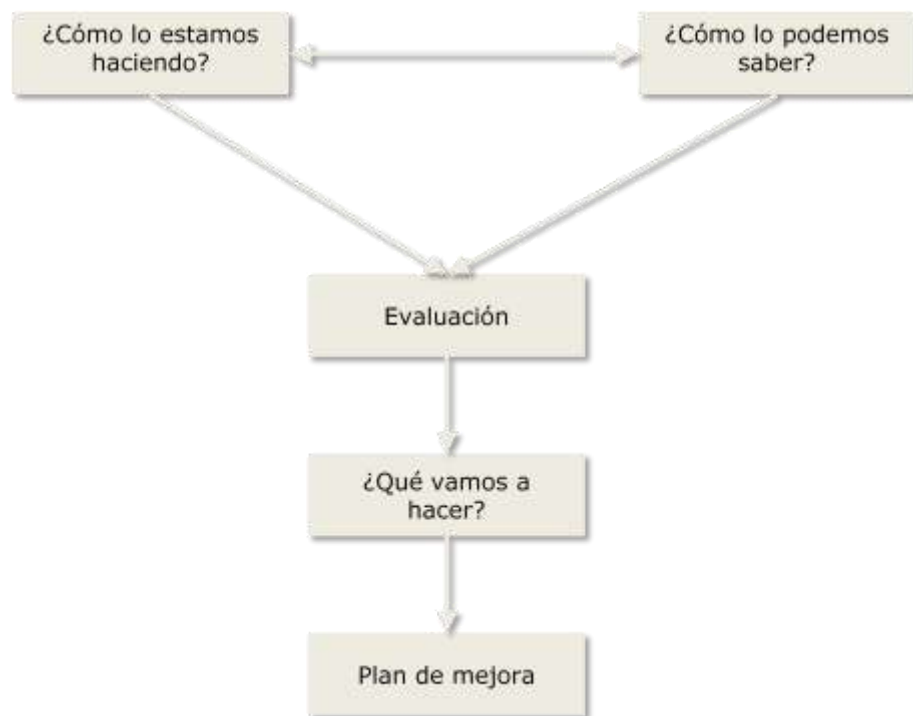 ¿Cómo lo estamos
haciendo?
¿Cómo lo podemos
saber?
Evaluación
¿Qué vamos a
hacer?
Plan de mejora